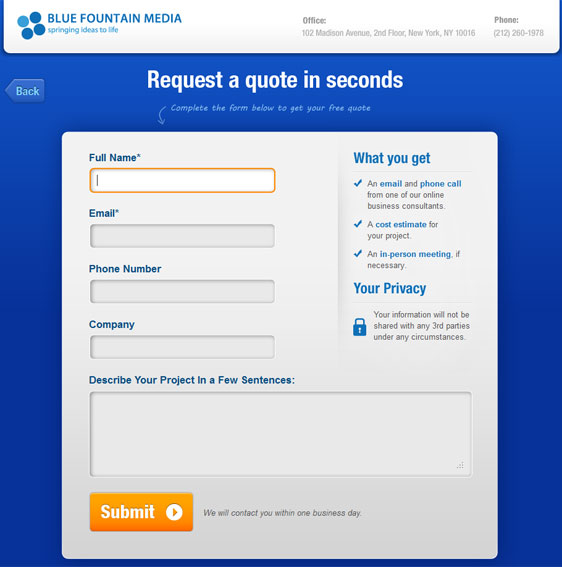 BLUE FOUNTAIN MEDIA
springing ideas to life
Office:
102 Madison Avenue, 2nd Floor, New York, NY 10016
Phone:
(212) 260-1978
Back
Request a quote in seconds
Complete the form below to get your free quote
Full Name*
Email*
Phone Number
Company
Describe Your Project In a Few Sentences:
Submit
We will contact you within one business day.
What you get
An email and phone call
from one of our online
business consultants.
A cost estimate for
your project.
An in-person meeting, if
necessary.
Your Privacy
Your information will not be
shared with any 3rd parties
under any circumstances.